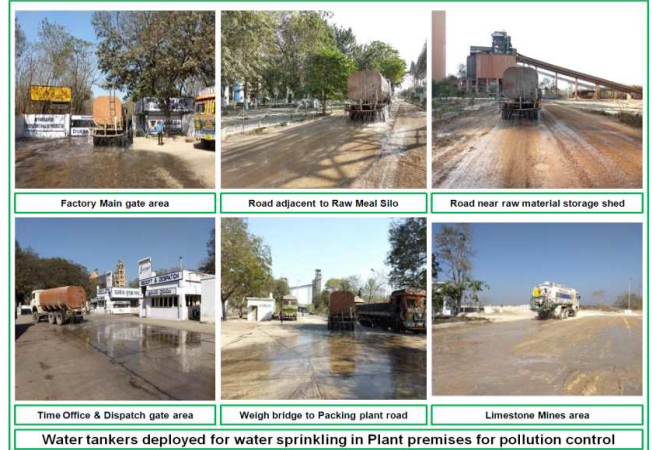 Factory Main gate area
Road adjacent to Raw Meal Silo
Road near raw material storage shed
& DESPATCH
Time Office & Dispatch gate area
Weigh bridge to Packing plant road
Limestone Mines area
Water tankers deployed for water sprinkling in Plant premises for pollution control